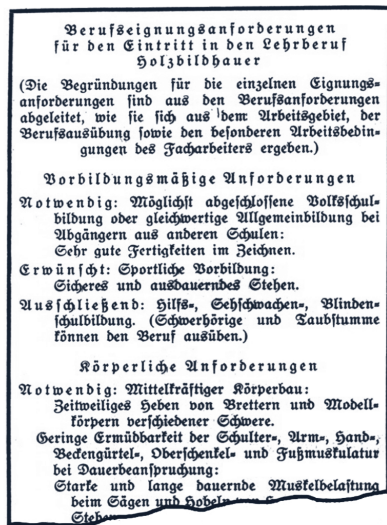 Berufseignungsanforderungen
für den Eintritt in den Lehrberuf
Holzbildhauer
(Die Begründungen für die einzelnen Eignungs-
anforderungen sind aus den Berufsanforderungen
abgeleitet, wie sie sich aus dem Arbeitsgebiet, der
Berufsausübung sowie den besonderen Arbeitsbedin-
gungen des Facharbeiters ergeben.)
Vorbildungsmäßige Anforderungen
Notwendig: Möglichst abgeschlossene Volksschul-
bildung oder gleichwertige Allgemeinbildung bei
Abgängern aus anderen Schulen:
Sehr gute Fertigkeiten im Zeichnen.
Erwünscht: Sportliche Vorbildung:
Sicheres und ausdauerndes Stehen.
Ausschließend: Hilfs-, Sehschwachen-, Blinden-
schulbildung. (Schwerhörige und Taubstumme
können den Beruf ausüben.)
Körperliche Anforderungen
Notwendig: Mittelkräftiger Körperbau:
Zeitweiliges Heben von Brettern und Modell-
körpern verschiedener Schwere.
Geringe Ermüdbarkeit der Schulter-, Arm-, Hand-,
Beckengürtel-, Oberschenkel- und Fußmuskulatur
bei Dauerbeanspruchung:
Starke und lange dauernde Muskelbelastung
beim Sägen und Hobeln